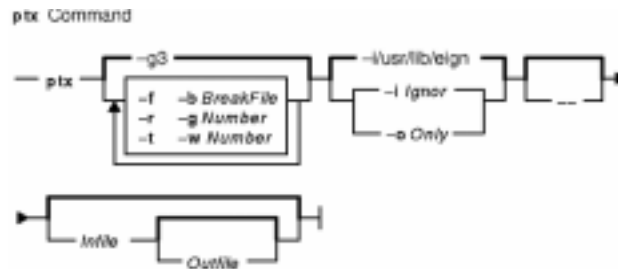 ptx Command
–g3
–i/usr/lib/eign
ptx
–f –b BreakFile
–i Ignor
–r –g Number
– –
–t –w Number
–o Only
Infile
Outfile